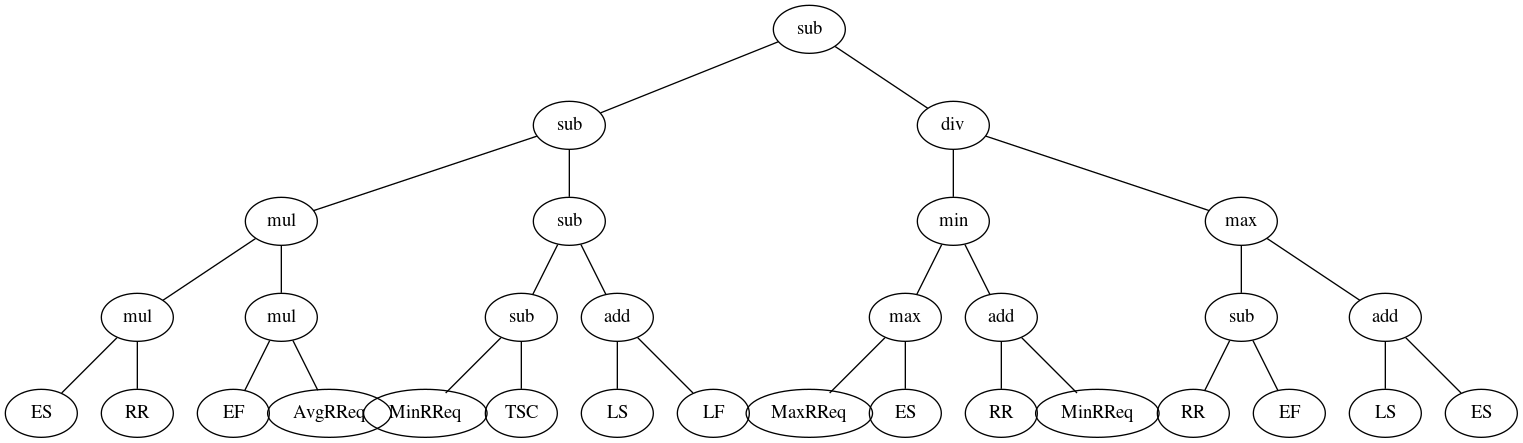 sub
sub div
mul sub min max
mul mul sub add max add sub add
ES RR EF AvgRReq MinRReq TSC LS LF MaxRReq ES RR MinRReq RR EF LS ES